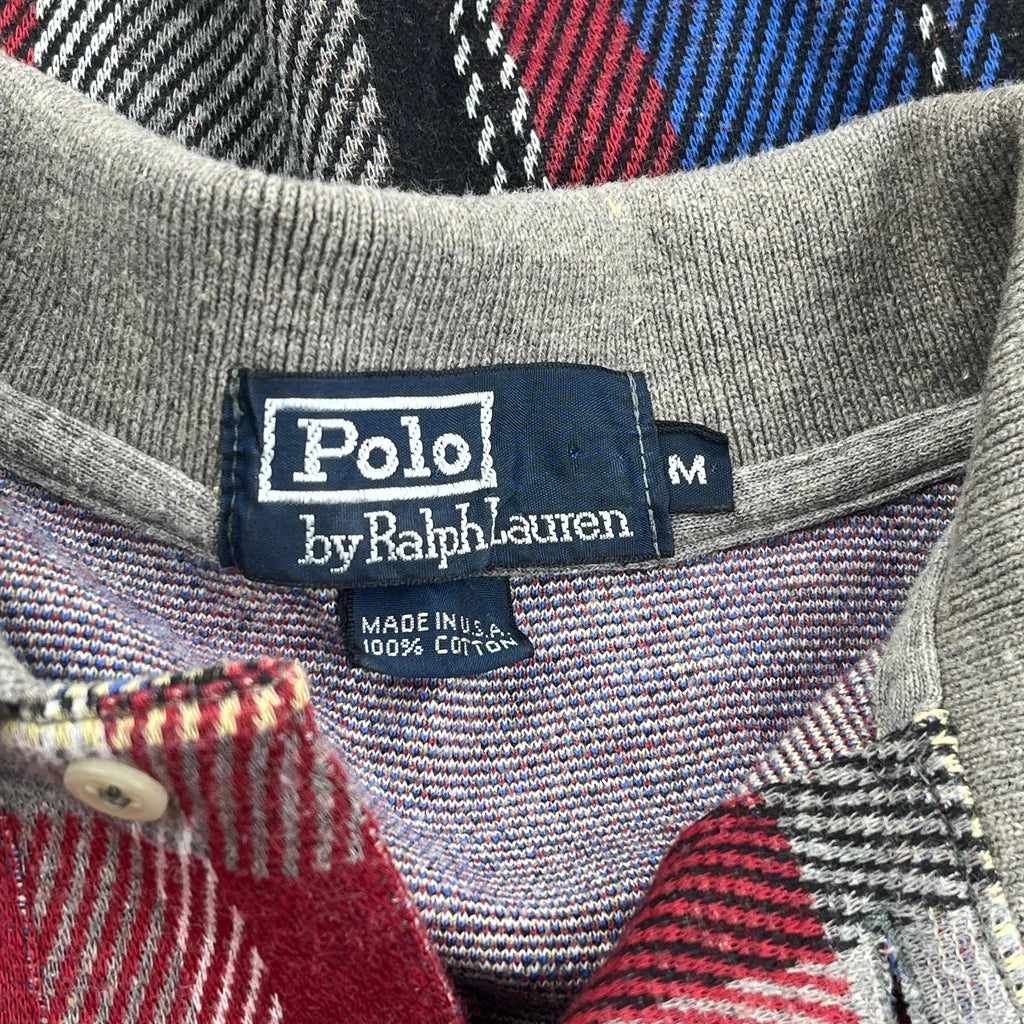 Polo
by Ralph Lauren
M
MADE IN U.S.A.
100% COTTON